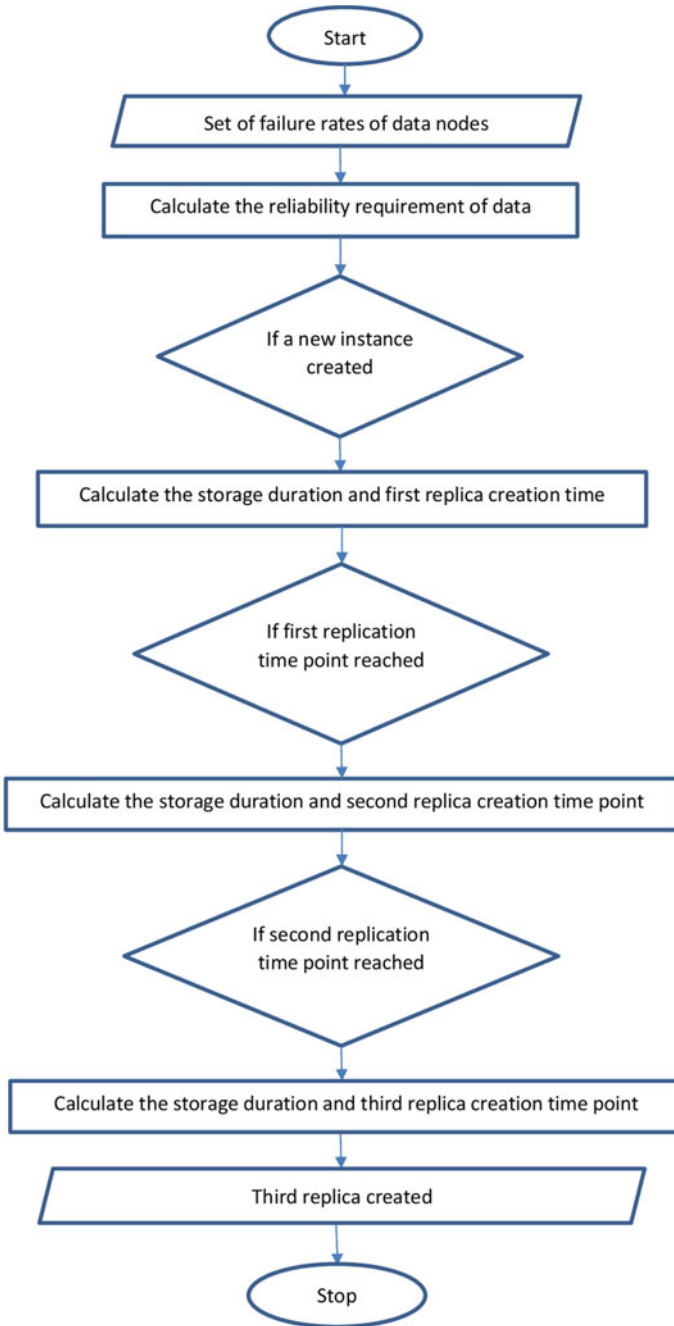 Start
Set of failure rates of data nodes
Calculate the reliability requirement of data
If a new instance
created
Calculate the storage duration and first replica creation time
If first replication
time point reached
Calculate the storage duration and second replica creation time point
If second replication
time point reached
Calculate the storage duration and third replica creation time point
Third replica created
Stop